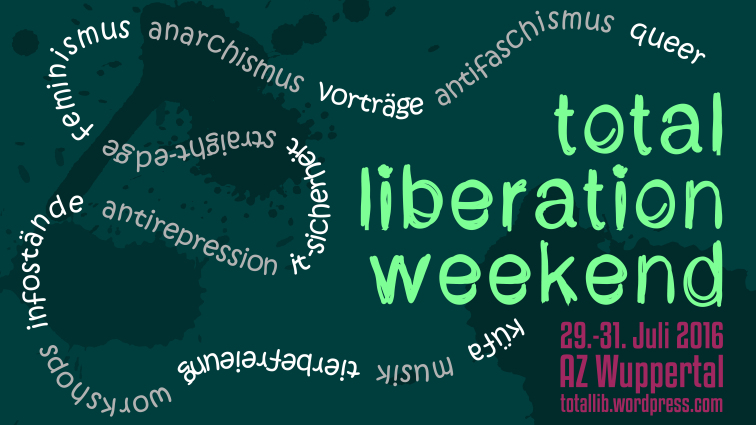 feminismus anarchismus vorträge antifaschismus queer
straight-edge it-sicherheit
antirepression
infostände
workshops tierbefreiung musik küfa
total
liberation
weekend
29.-31. Juli 2016
AZ Wuppertal
totallib.wordpress.com